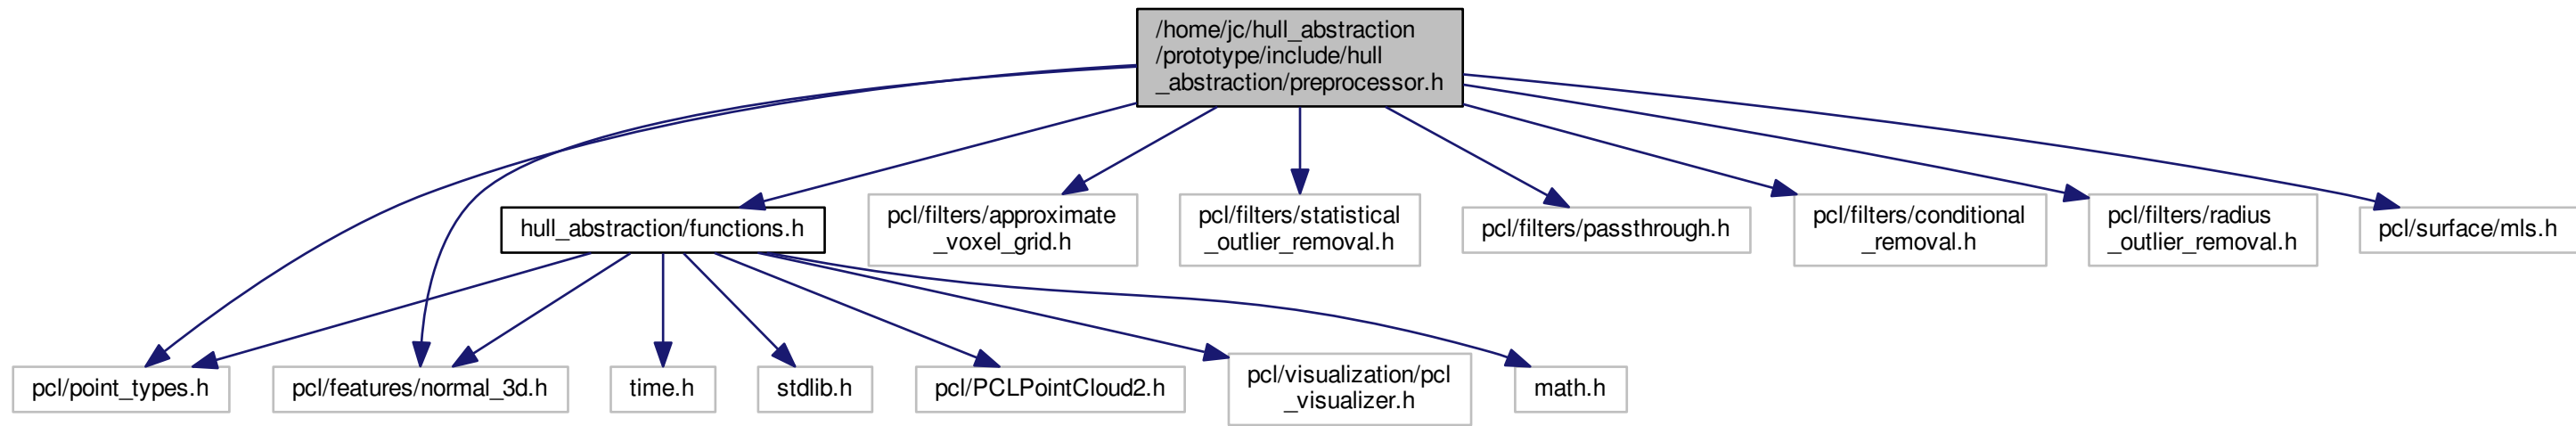 /home/jc/hull_abstraction
/prototype/include/hull
_abstraction/preprocessor.h
hull_abstraction/functions.h
pcl/filters/approximate
_voxel_grid.h
pcl/filters/statistical
_outlier_removal.h
pcl/filters/passthrough.h
pcl/filters/conditional
_removal.h
pcl/filters/radius
_outlier_removal.h
pcl/surface/mls.h
pcl/point_types.h
pcl/features/normal_3d.h
time.h
stdlib.h
pcl/PCLPointCloud2.h
pcl/visualization/pcl
_visualizer.h
math.h